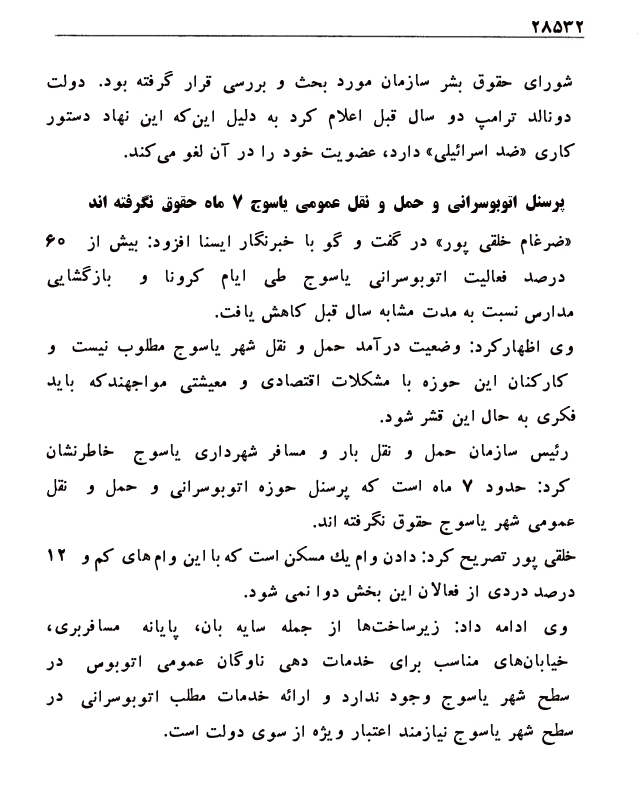 ۲۸۵۳۲
شورای حقوق بشر سازمان مورد بحث و بررسی قرار گرفته بود. دولت
دونالد ترامپ دو سال قبل اعلام کرد به دلیل این‌که این نهاد دستور
کاری «ضد اسرائیلی» دارد، عضویت خود را در آن لغو می‌کند.
پرسنل اتوبوسرانی و حمل و نقل عمومی یاسوج ۷ ماه حقوق نگرفته اند
«ضرغام خلقی پور» در گفت و گو با خبرنگار ایسنا افزود: بیش از ۶۰
درصد فعالیت اتوبوسرانی یاسوج طی ایام کرونا و بازگشایی
مدارس نسبت به مدت مشابه سال قبل کاهش یافت.
وی اظهارکرد: وضعیت درآمد حمل و نقل شهر یاسوج مطلوب نیست و
کارکنان این حوزه با مشکلات اقتصادی و معیشتی مواجهندکه باید
فکری به حال این قشر شود.
رئیس سازمان حمل و نقل بار و مسافر شهرداری یاسوج خاطرنشان
کرد: حدود ۷ ماه است که پرسنل حوزه اتوبوسرانی و حمل و نقل
عمومی شهر یاسوج حقوق نگرفته اند.
خلقی پور تصریح کرد: دادن وام یك مسکن است که با این وام‌های کم و ۱۲
درصد دردی از فعالان این بخش دوا نمی شود.
وی ادامه داد: زیرساخت‌ها از جمله سایه بان، پایانه مسافربری،
خیابان‌های مناسب برای خدمات دهی ناوگان عمومی اتوبوس در
سطح شهر یاسوج وجود ندارد و ارائه خدمات مطلب اتوبوسرانی در
سطح شهر یاسوج نیازمند اعتبار ویژه از سوی دولت است.